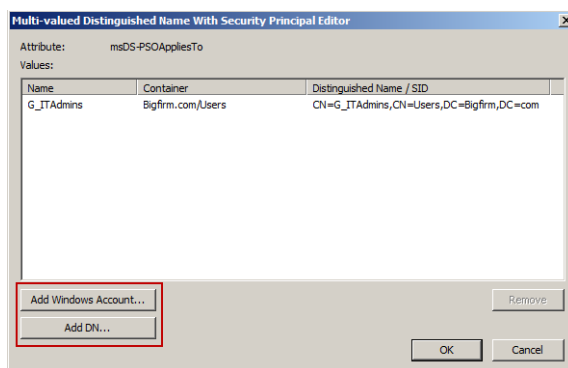 Multi-valued Distinguished Name With Security Principal Editor
Attribute: msDS-PSOAppliesTo
Values:
Name Container Distinguished Name / SID
G_ITAdmins Bigfirm.com/Users CN=G_ITAdmins,CN=Users,DC=Bigfirm,DC=com
Add Windows Account... Remove
Add DN...
OK Cancel